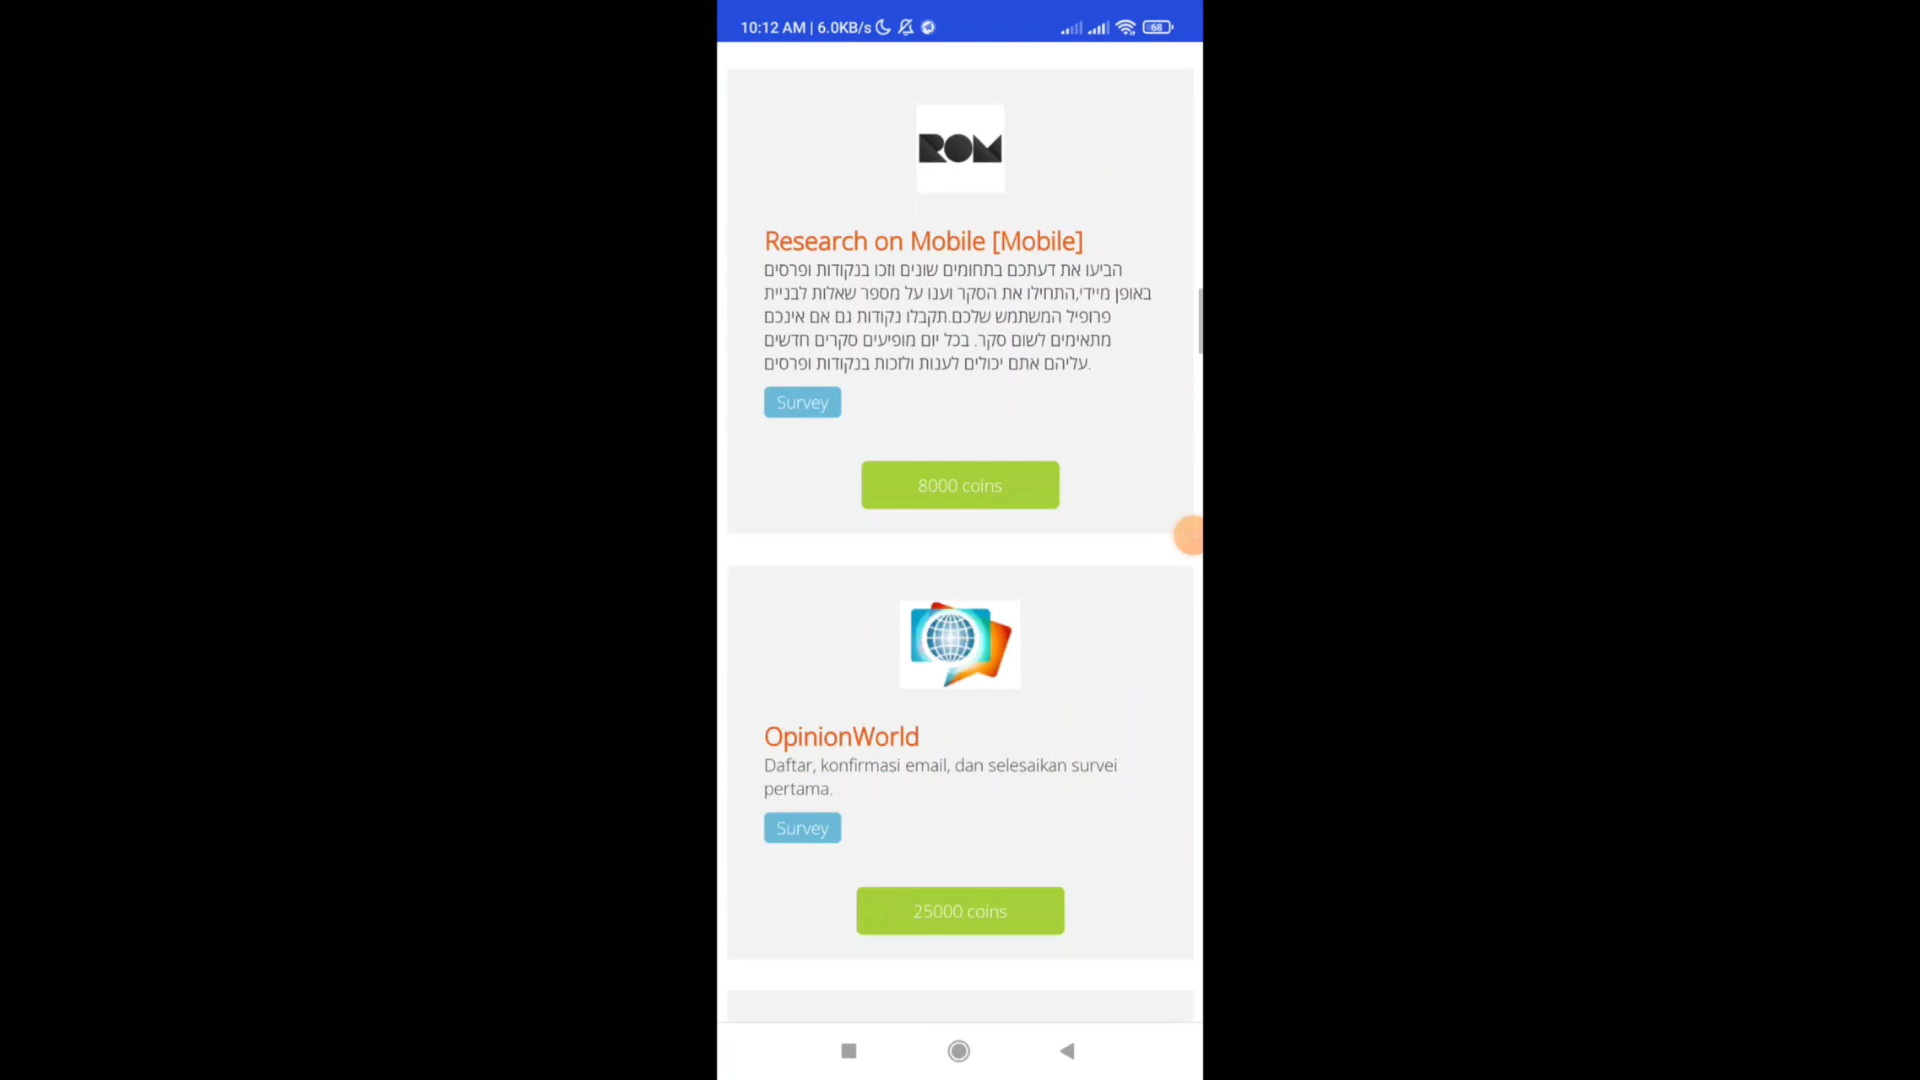 10:12 AM | 6.0KB/s
68
ROM
Research on Mobile [Mobile]
הביעו את דעתכם בתחומים שונים וזכו בנקודות ופרסים
באופן מיידי,התחילו את הסקר וענו על מספר שאלות לבניית
פרופיל המשתמש שלכם.תקבלו נקודות גם אם אינכם
מתאימים לשום סקר. בכל יום מופיעים סקרים חדשים
עליהם אתם יכולים לענות ולזכות בנקודות ופרסים.
Survey
8000 coins
OpinionWorld
Daftar, konfirmasi email, dan selesaikan survei
pertama.
Survey
25000 coins